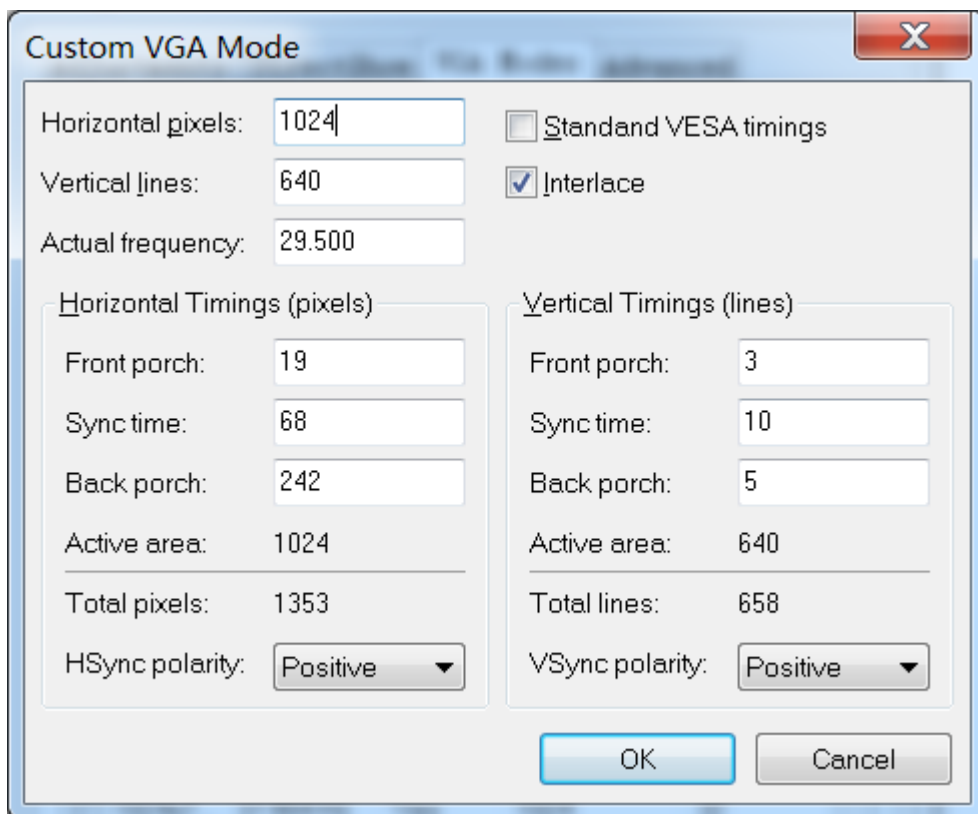 Custom VGA Mode
VGA Modes Advanced
Horizontal pixels: 1024
Standand VESA timings
Vertical lines: 640
Interlace
Actual frequency: 29.500
Horizontal Timings (pixels)
Vertical Timings (lines)
Front porch: 19
Front porch: 3
Sync time: 68
Sync time: 10
Back porch: 242
Back porch: 5
Active area: 1024
Active area: 640
Total pixels: 1353
Total lines: 658
HSync polarity: Positive
VSync polarity: Positive
OK
Cancel